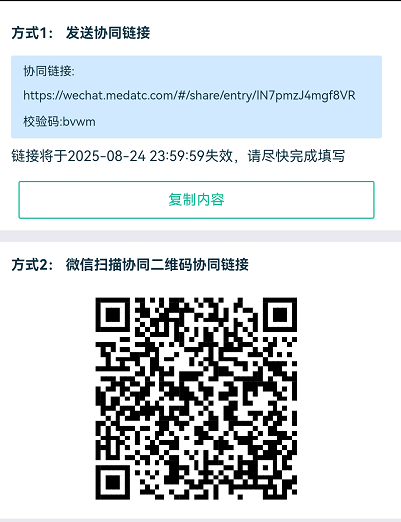 方式1： 发送协同链接
协同链接:
https://wechat.medatc.com/#/share/entry/lN7pmzJ4mgf8VR
校验码:bvwm
链接将于2025-08-24 23:59:59失效，请尽快完成填写
复制内容
方式2： 微信扫描协同二维码协同链接